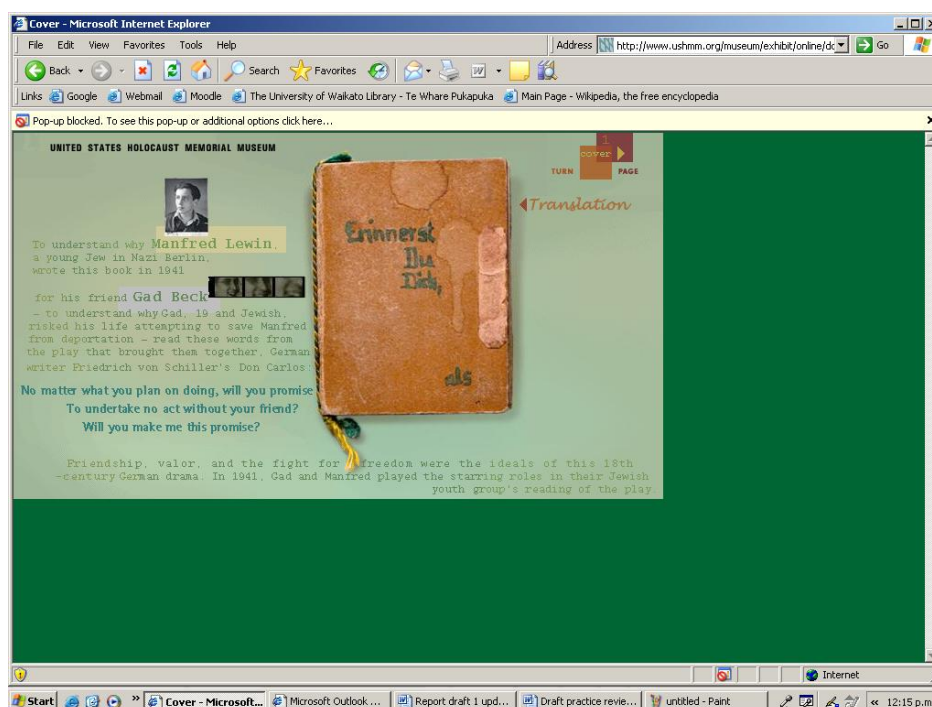 Cover - Microsoft Internet Explorer
File Edit View Favorites Tools Help
Address http://www.ushmm.org/museum/exhibit/online/dc Go
Back Search Favorites
Links Google Webmail Moodle The University of Waikato Library - Te Whare Pukapuka Main Page - Wikipedia, the free encyclopedia
Pop-up blocked. To see this pop-up or additional options click here...
UNITED STATES HOLOCAUST MEMORIAL MUSEUM
1
cover
TURN PAGE
Translation
To understand why Manfred Lewin,
a young Jew in Nazi Berlin,
wrote this book in 1941
for his friend Gad Beck
– to understand why Gad, 19 and Jewish,
risked his life attempting to save Manfred
from deportation – read these words from
the play that brought them together, German
writer Friedrich von Schiller's Don Carlos:
No matter what you plan on doing, will you promise
To undertake no act without your friend?
Will you make me this promise?
Erinnerst
Du
Dich,
als
Friendship, valor, and the fight for freedom were the ideals of this 18th
-century German drama. In 1941, Gad and Manfred played the starring roles in their Jewish
youth group's reading of the play.
Internet
Start Cover - Microsoft... Microsoft Outlook ... Report draft 1 upd... Draft practice revie... untitled - Paint 12:15 p.m